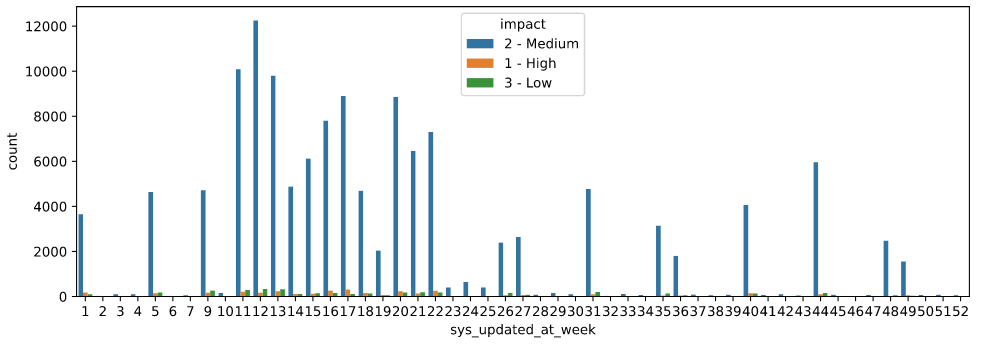 impact
2 - Medium
1 - High
3 - Low
12000
10000
8000
6000
4000
2000
0
count
1 2 3 4 5 6 7 8 9 10 11 12 13 14 15 16 17 18 19 20 21 22 23 24 25 26 27 28 29 30 31 32 33 34 35 36 37 38 39 40 41 42 43 44 45 46 47 48 49 50 51 52
sys_updated_at_week